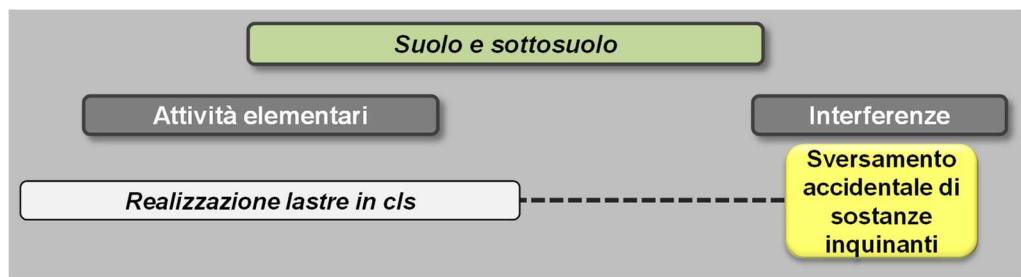 Suolo e sottosuolo
Attività elementari
Interferenze
Realizzazione lastre in cls
Sversamento
accidentale di
sostanze
inquinanti